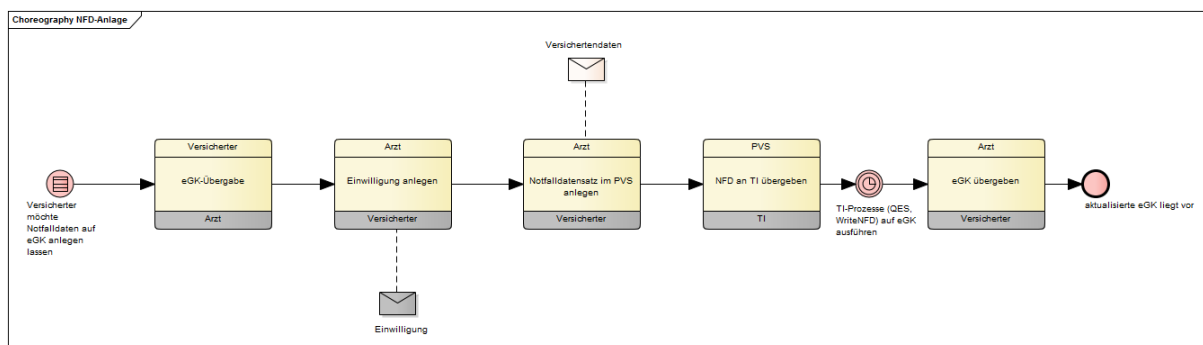 Choreography NFD-Anlage
Versichertendaten
Versicherter
eGK-Übergabe
Arzt
Arzt
Einwilligung anlegen
Versicherter
Arzt
Notfalldatensatz im PVS
anlegen
Versicherter
PVS
NFD an TI übergeben
TI
Arzt
eGK übergeben
Versicherter
Versicherter
möchte
Notfalldaten auf
eGK anlegen
lassen
TI-Prozesse (QES,
WriteNFD) auf eGK
ausführen
aktualisierte eGK liegt vor
Einwilligung